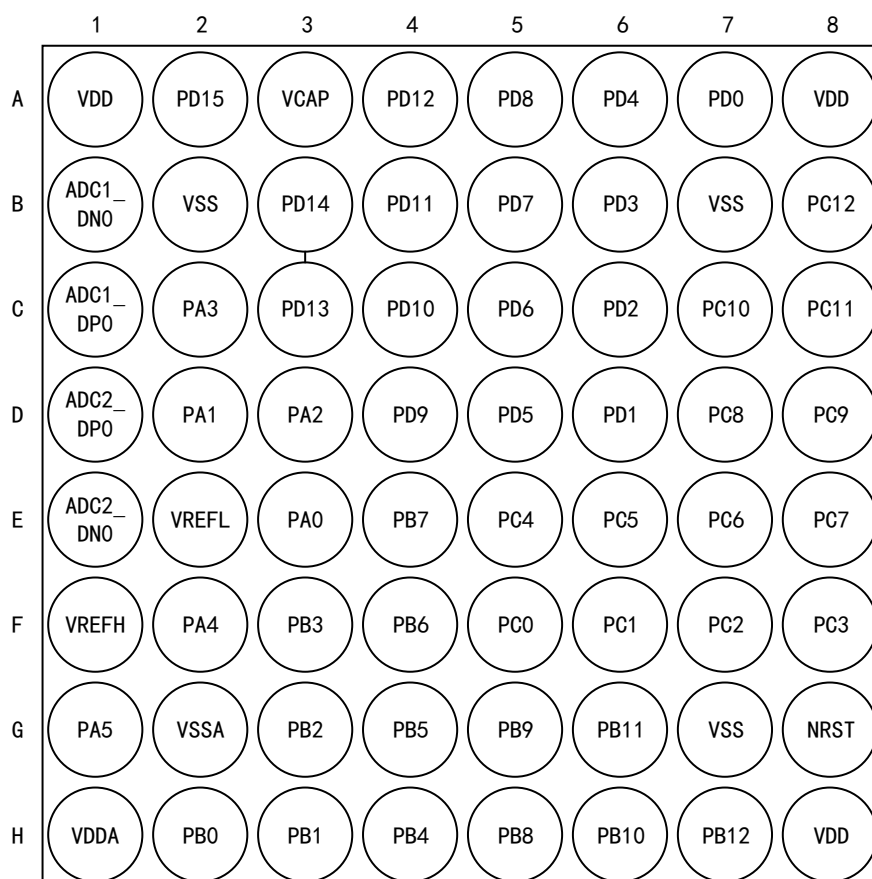 1 2 3 4 5 6 7 8
A VDD PD15 VCAP PD12 PD8 PD4 PD0 VDD
B ADC1_ DN0 VSS PD14 PD11 PD7 PD3 VSS PC12
C ADC1_ DP0 PA3 PD13 PD10 PD6 PD2 PC10 PC11
D ADC2_ DP0 PA1 PA2 PD9 PD5 PD1 PC8 PC9
E ADC2_ DN0 VREFL PA0 PB7 PC4 PC5 PC6 PC7
F VREFH PA4 PB3 PB6 PC0 PC1 PC2 PC3
G PA5 VSSA PB2 PB5 PB9 PB11 VSS NRST
H VDDA PB0 PB1 PB4 PB8 PB10 PB12 VDD